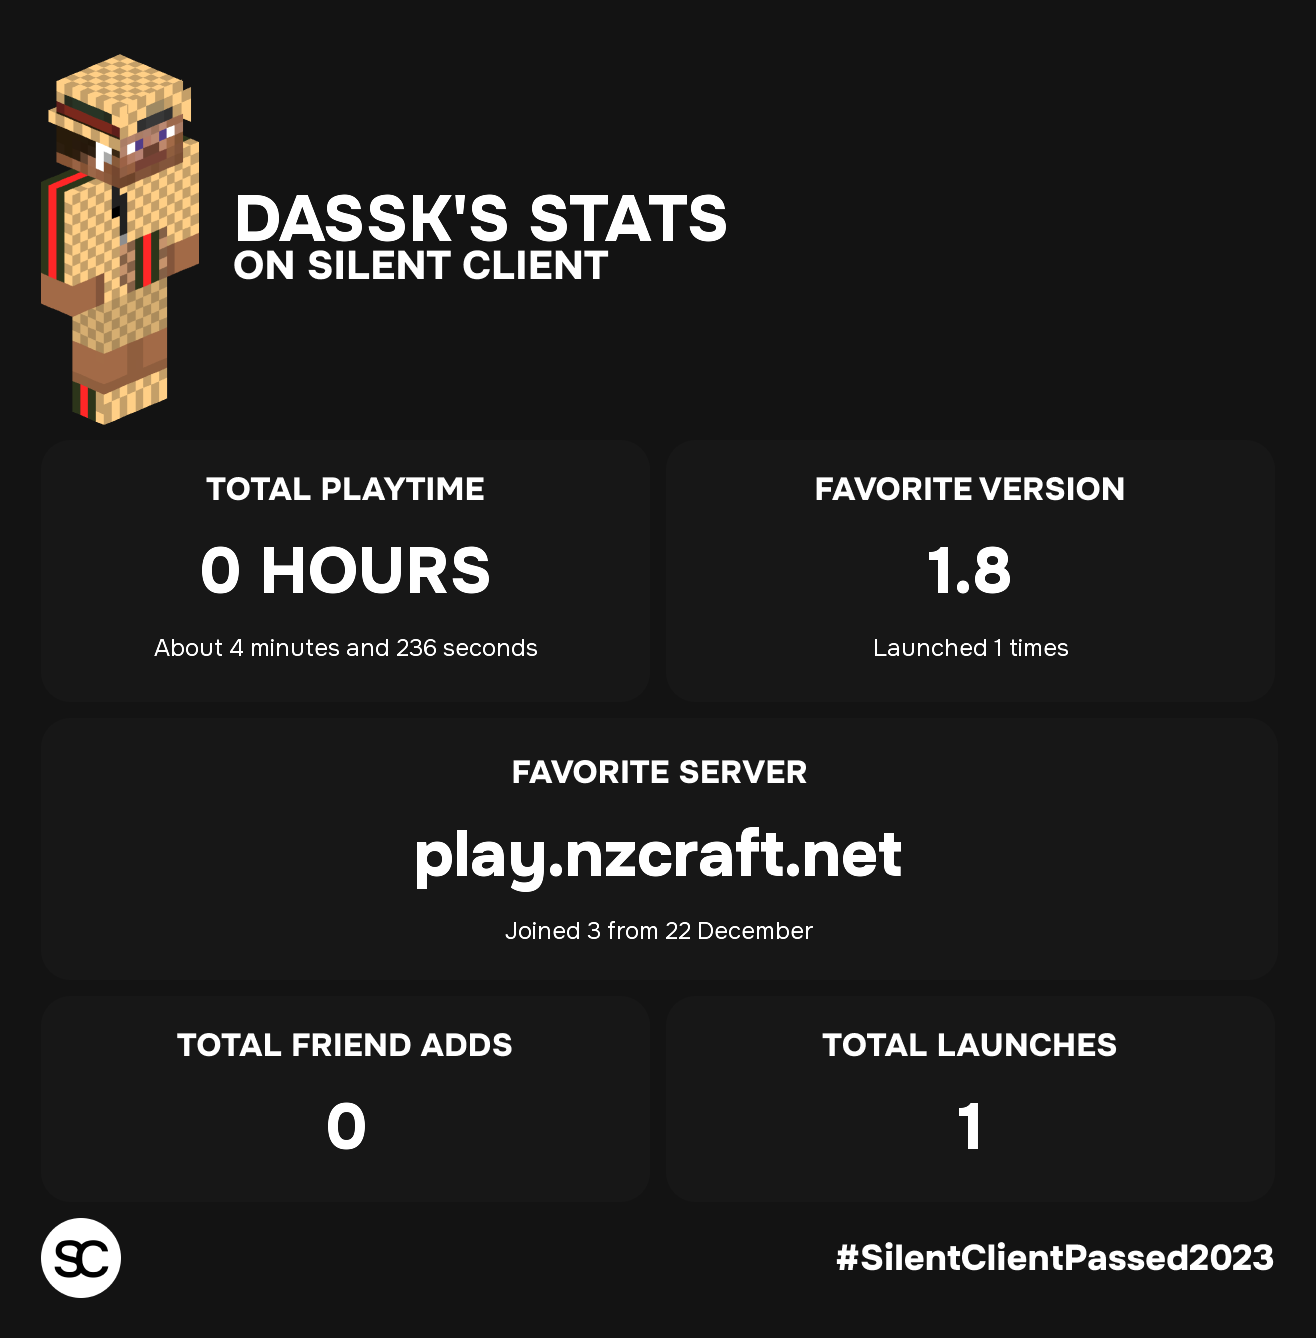 DASSK'S STATS
ON SILENT CLIENT
TOTAL PLAYTIME
0 HOURS
About 4 minutes and 236 seconds
FAVORITE VERSION
1.8
Launched 1 times
FAVORITE SERVER
play.nzcraft.net
Joined 3 from 22 December
TOTAL FRIEND ADDS
0
TOTAL LAUNCHES
1
SC
#SilentClientPassed2023